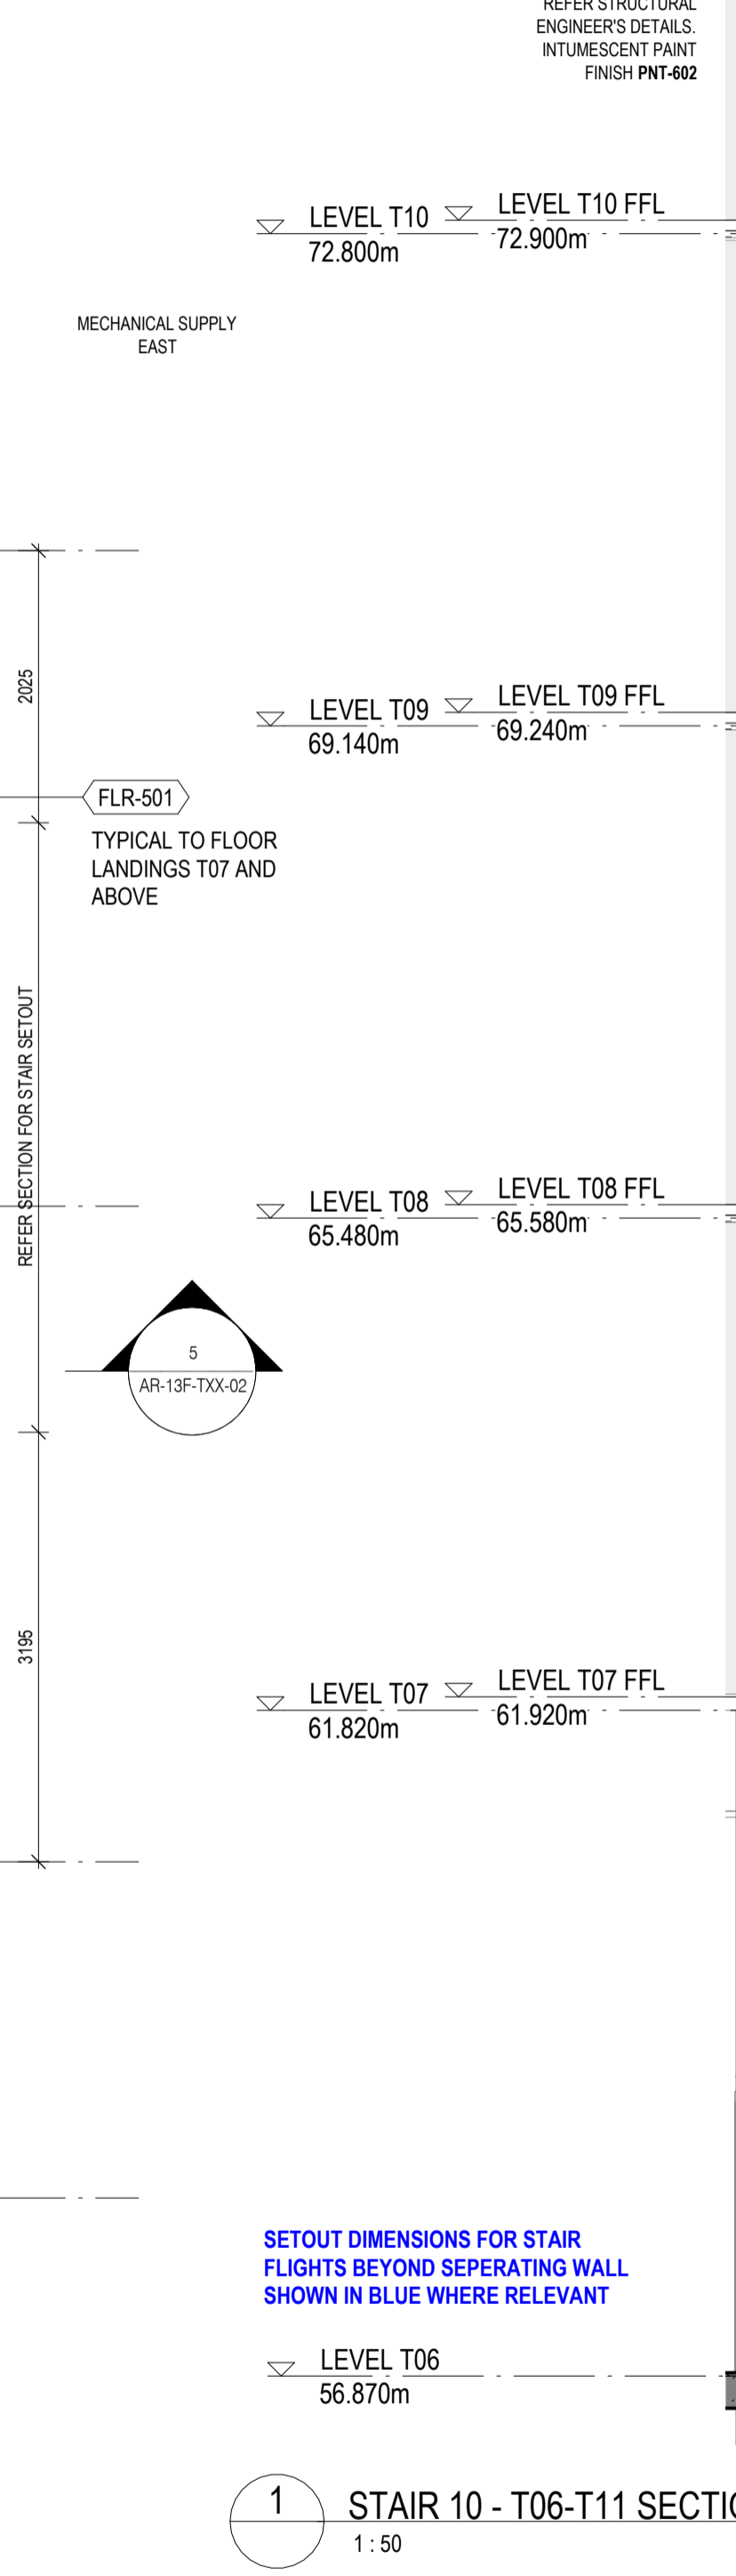 REFER STRUCTURAL
ENGINEER'S DETAILS.
INTUMESCENT PAINT
FINISH PNT-602
LEVEL T10
72.800m
LEVEL T10 FFL
72.900m
MECHANICAL SUPPLY
EAST
2025
LEVEL T09
69.140m
LEVEL T09 FFL
69.240m
FLR-501
TYPICAL TO FLOOR
LANDINGS T07 AND
ABOVE
REFER SECTION FOR STAIR SETOUT
LEVEL T08
65.480m
LEVEL T08 FFL
65.580m
5
AR-13F-TXX-02
3195
LEVEL T07
61.820m
LEVEL T07 FFL
61.920m
SETOUT DIMENSIONS FOR STAIR
FLIGHTS BEYOND SEPERATING WALL
SHOWN IN BLUE WHERE RELEVANT
LEVEL T06
56.870m
1
STAIR 10 - T06-T11 SECTIO
1 : 50